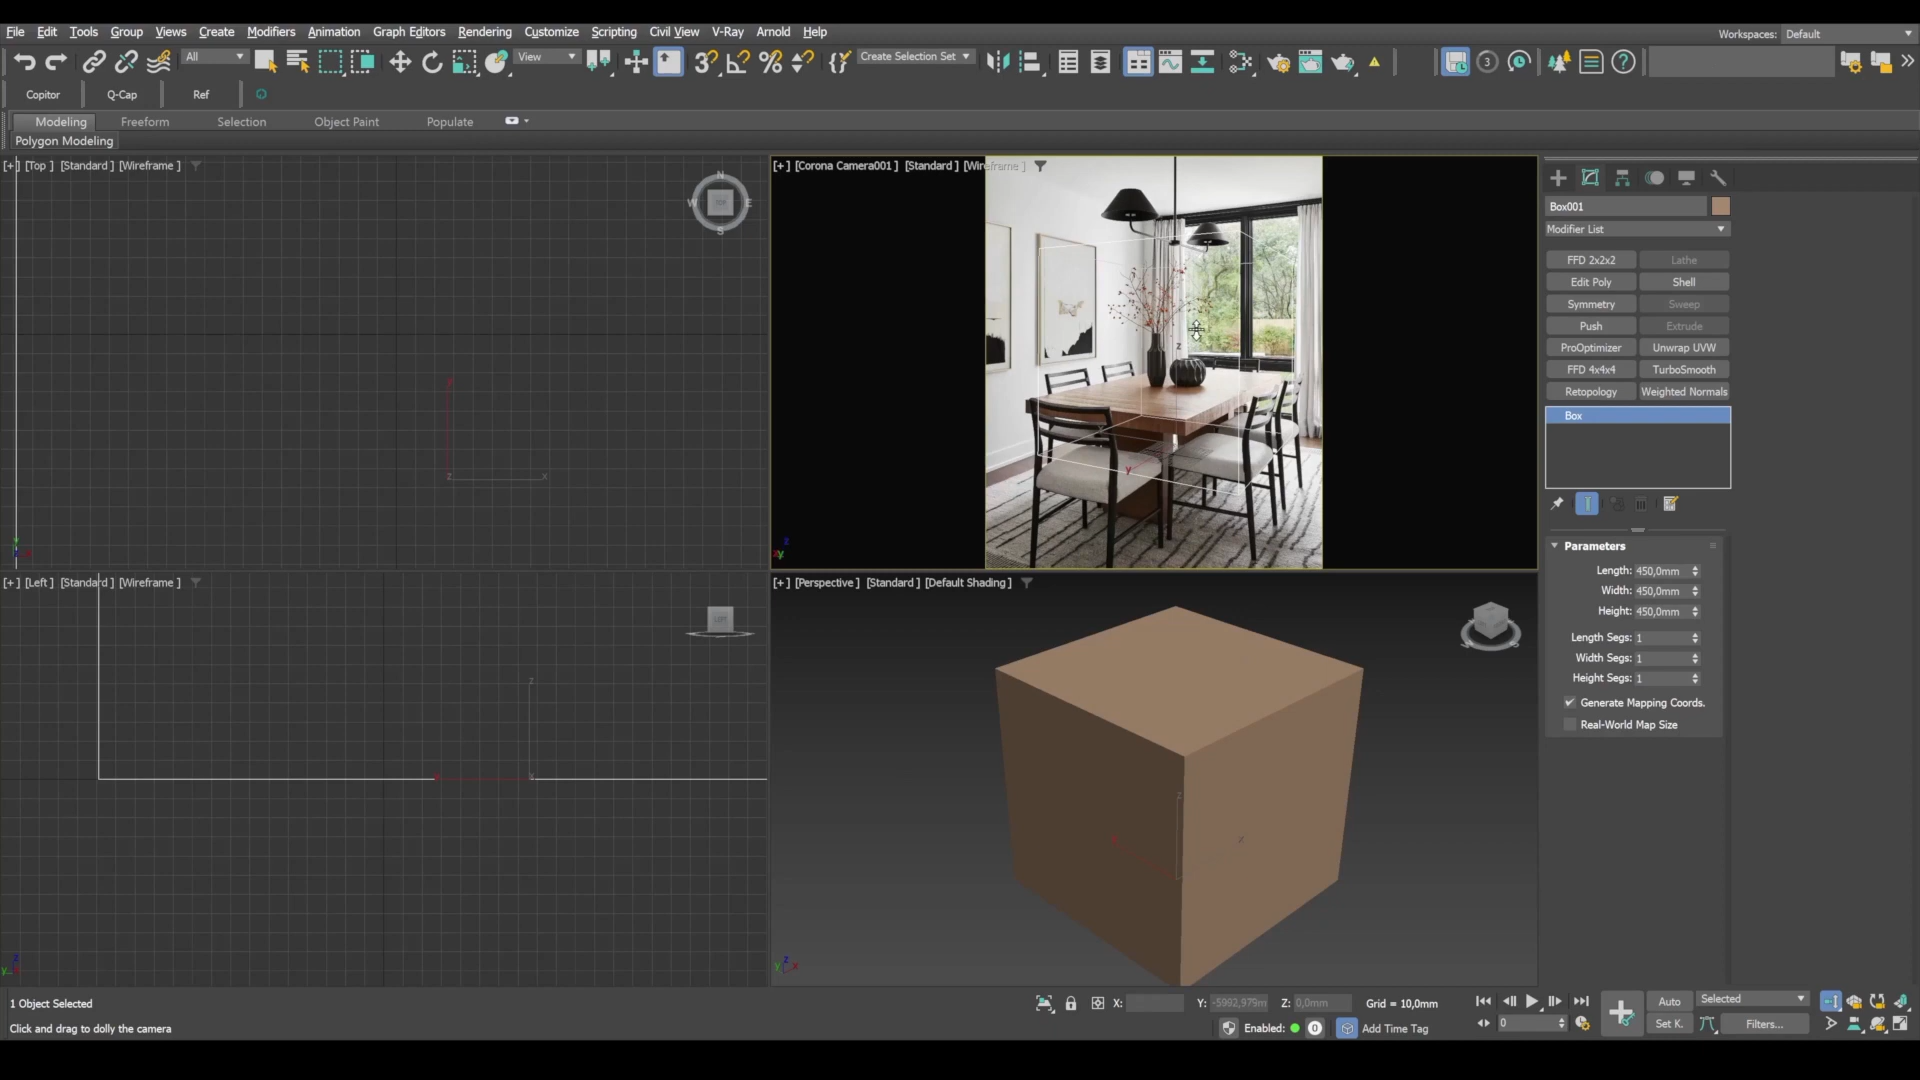 File Edit Tools Group Views Create Modifiers Animation Graph Editors Rendering Customize Scripting Civil View V-Ray Arnold Help
Workspaces: Default
All
View
Create Selection Set
3
Copitor Q-Cap Ref
Modeling Freeform Selection Object Paint Populate
Polygon Modeling
[+] [Top ] [Standard ] [Wireframe ]
[+] [Corona Camera001 ] [Standard ] [Wireframe ]
N
W TOP E
S
Box001
Modifier List
FFD 2x2x2 Lathe
Edit Poly Shell
Symmetry Sweep
Push Extrude
ProOptimizer Unwrap UVW
FFD 4x4x4 TurboSmooth
Retopology Weighted Normals
Box
Parameters
Length: 450,0mm
Width: 450,0mm
Height: 450,0mm
Length Segs: 1
Width Segs: 1
Height Segs: 1
Generate Mapping Coords.
Real-World Map Size
[+] [Left ] [Standard ] [Wireframe ]
LEFT
[+] [Perspective ] [Standard ] [Default Shading ]
1 Object Selected
X: Y: -5992,979m Z: 0,0mm Grid = 10,0mm
Auto Selected
Click and drag to dolly the camera
Enabled: 0 Add Time Tag
0
Set K. Filters...